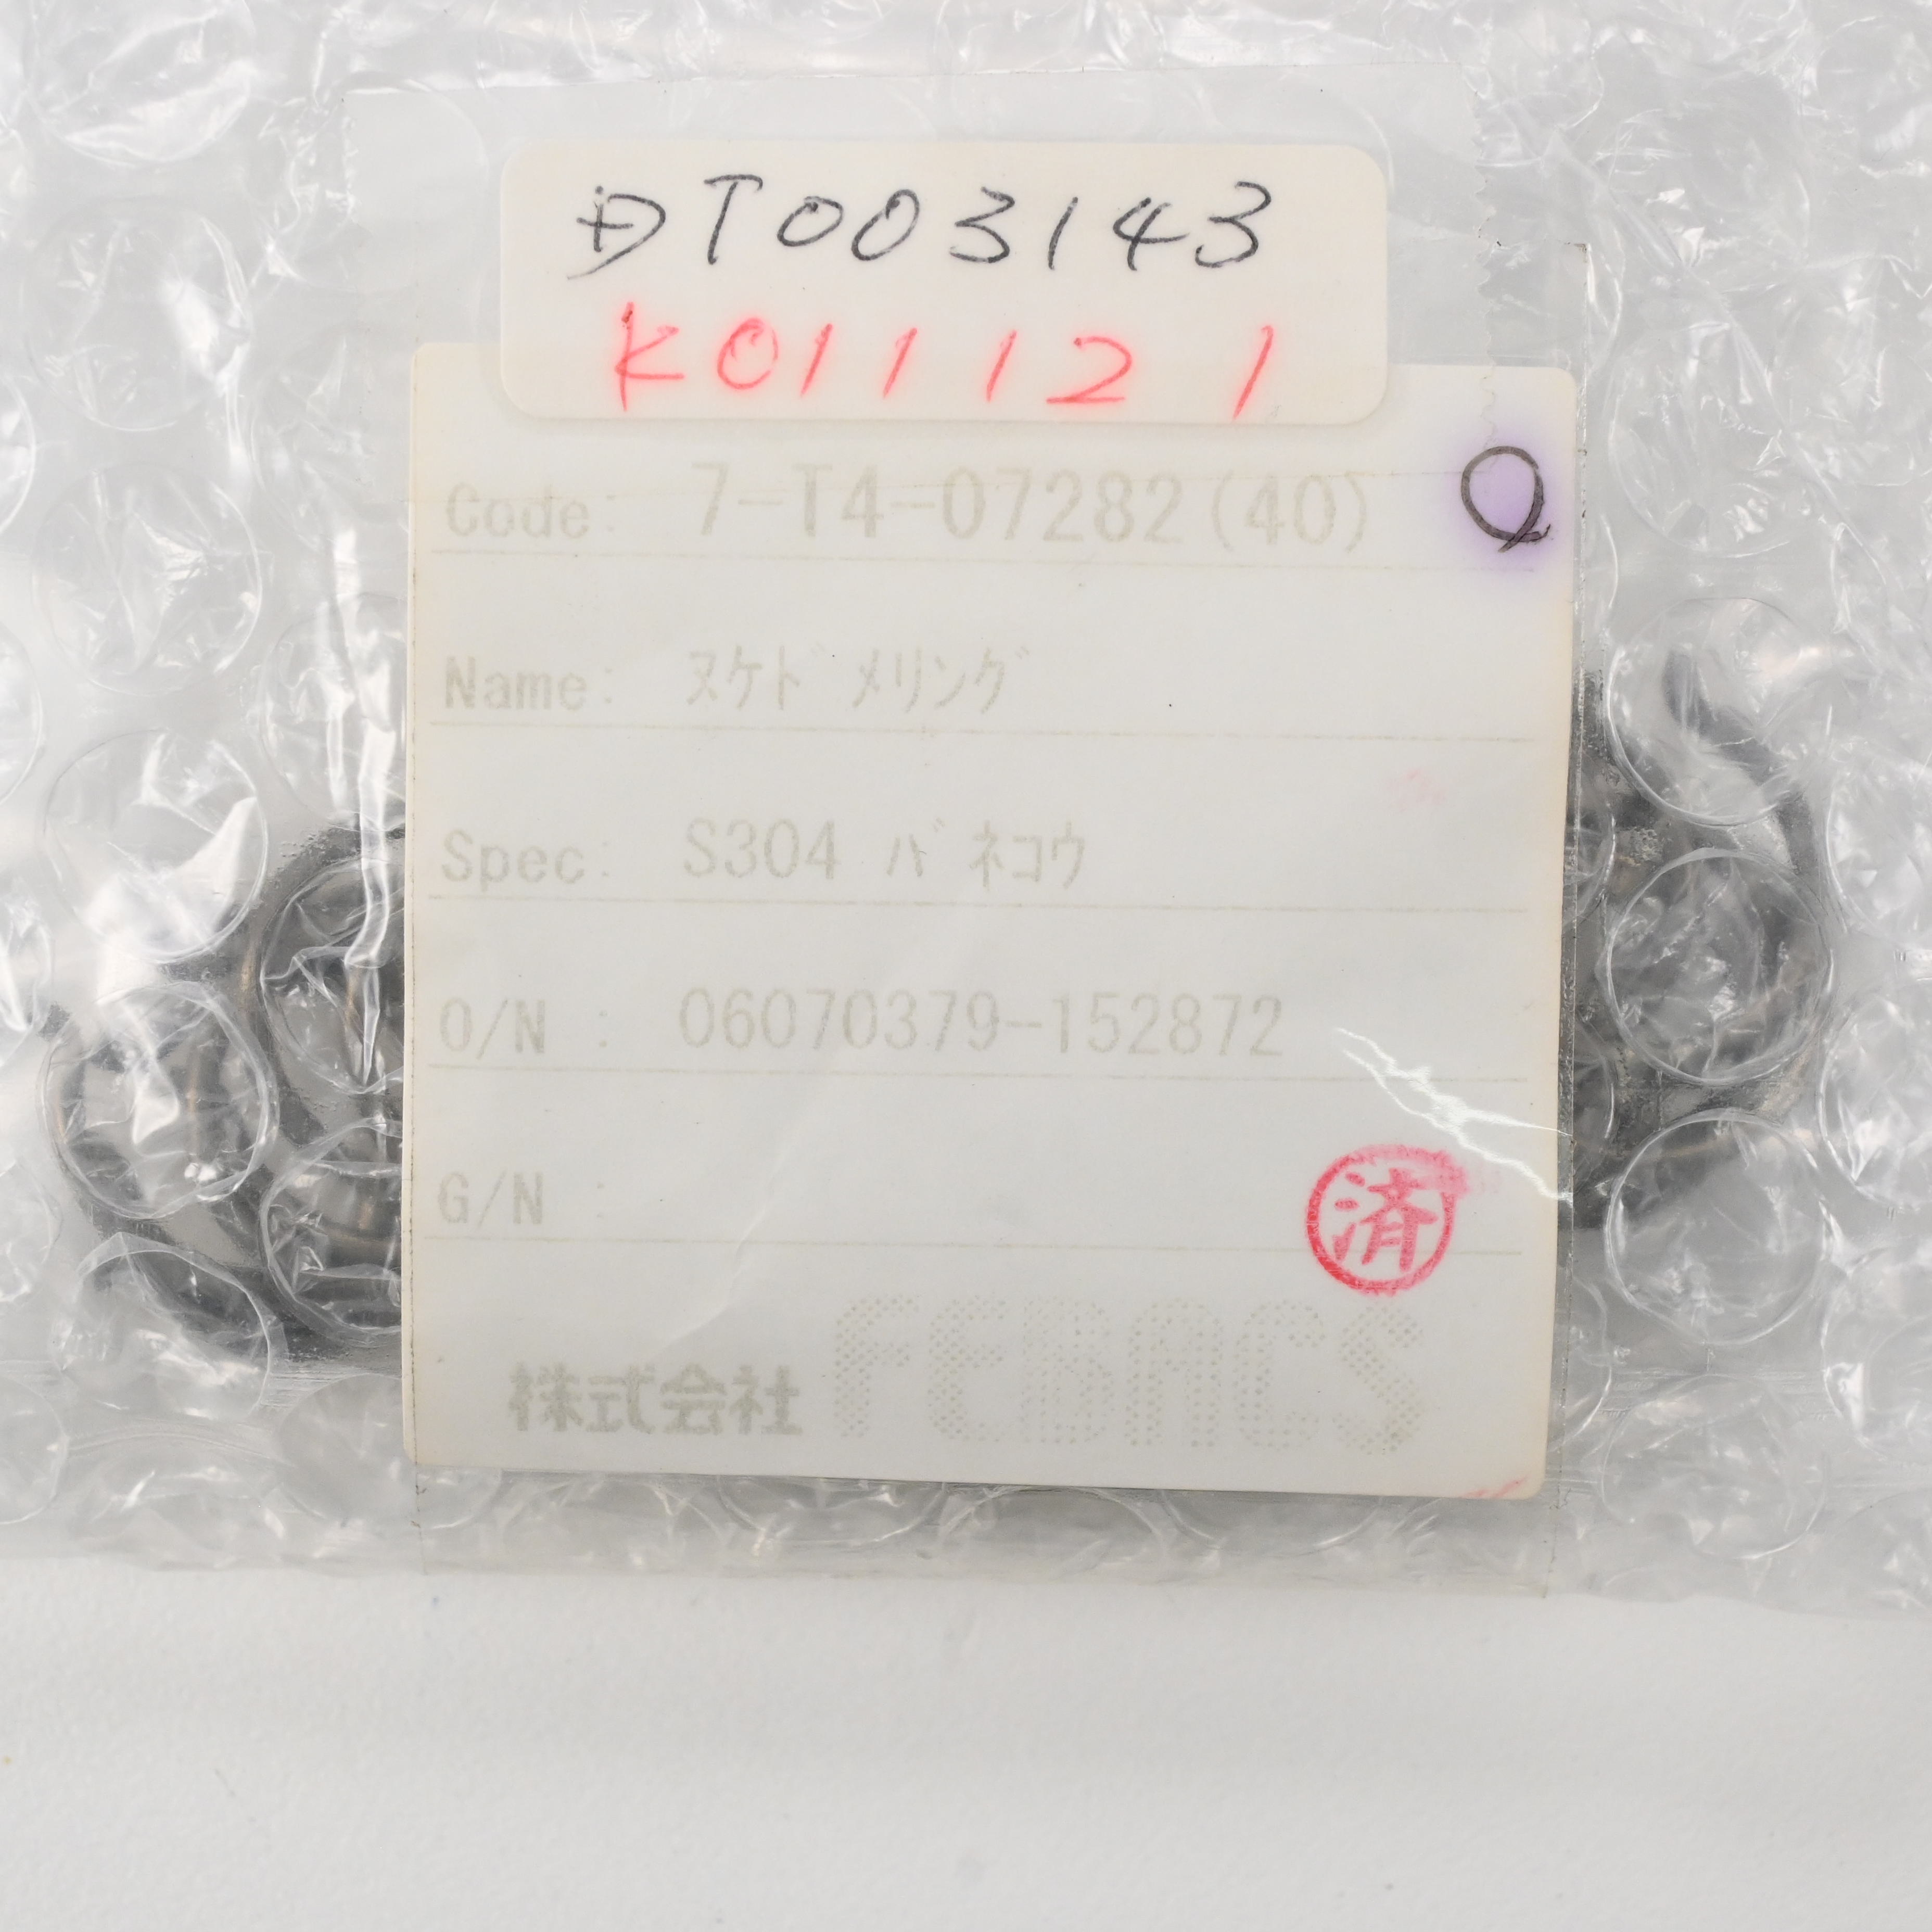 DT003143
K011121
Code: 7-T4-07282(40)
Name: ﾇｹﾄﾞﾒﾘﾝｸﾞ
Spec: S304 ﾊﾞﾈｺｳ
O/N : 06070379-152872
G/N :
済
株式会社 FEBACS